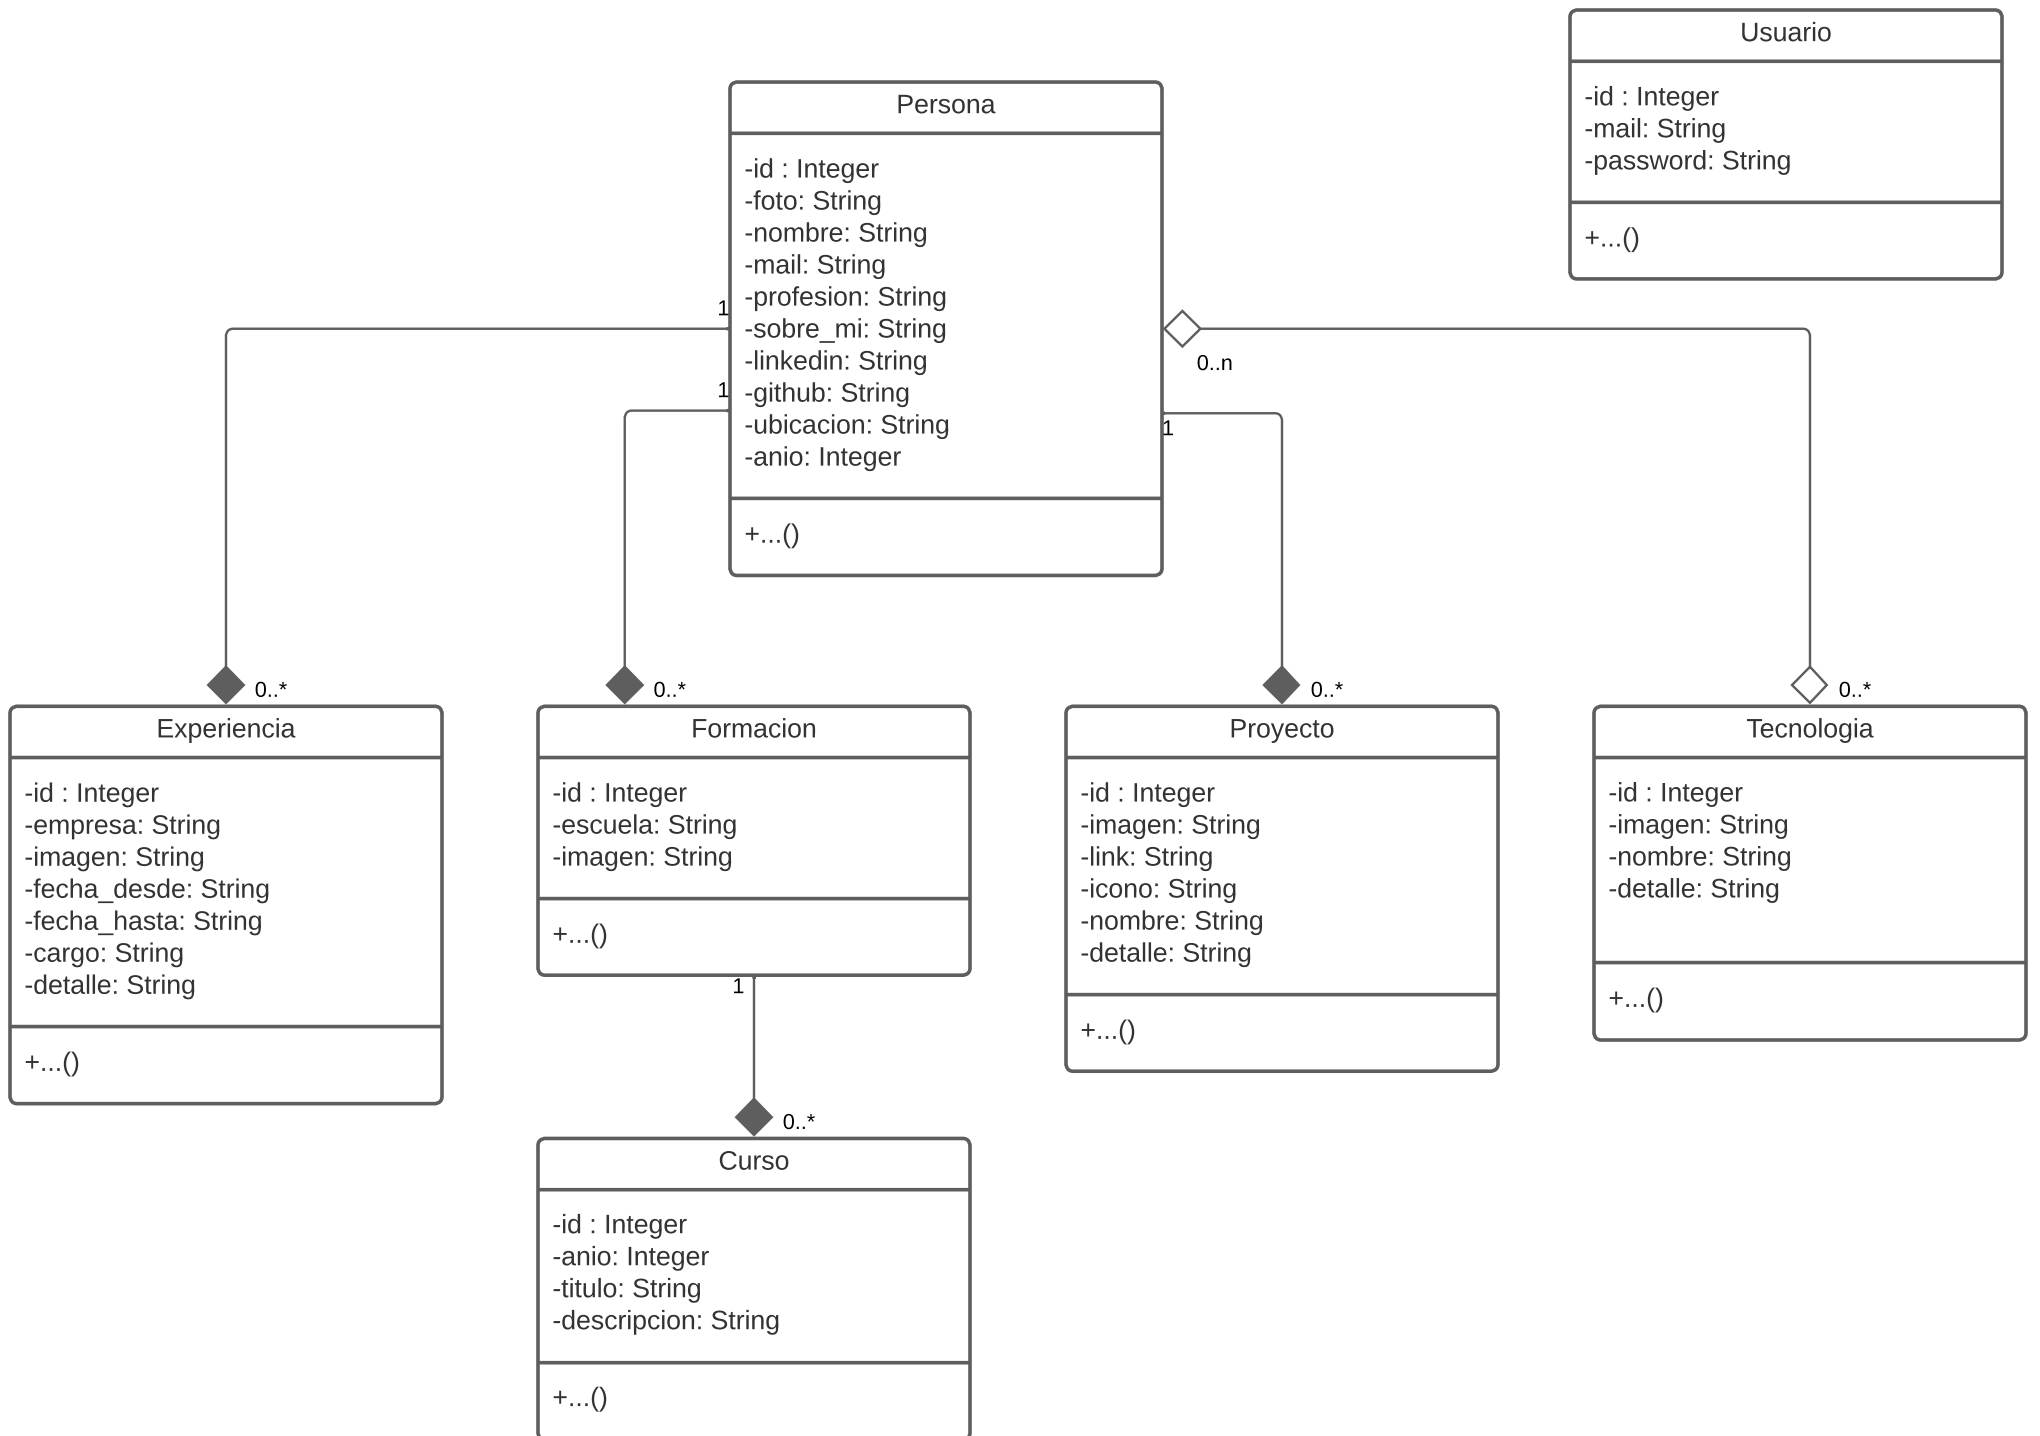 Usuario
-id : Integer
-mail: String
-password: String
+...()
Persona
-id : Integer
-foto: String
-nombre: String
-mail: String
-profesion: String
-sobre_mi: String
-linkedin: String
-github: String
-ubicacion: String
-anio: Integer
+...()
1
1
0..n
1
0..*
0..*
0..*
0..*
Experiencia
-id : Integer
-empresa: String
-imagen: String
-fecha_desde: String
-fecha_hasta: String
-cargo: String
-detalle: String
+...()
Formacion
-id : Integer
-escuela: String
-imagen: String
+...()
Proyecto
-id : Integer
-imagen: String
-link: String
-icono: String
-nombre: String
-detalle: String
+...()
Tecnologia
-id : Integer
-imagen: String
-nombre: String
-detalle: String
+...()
1
0..*
Curso
-id : Integer
-anio: Integer
-titulo: String
-descripcion: String
+...()